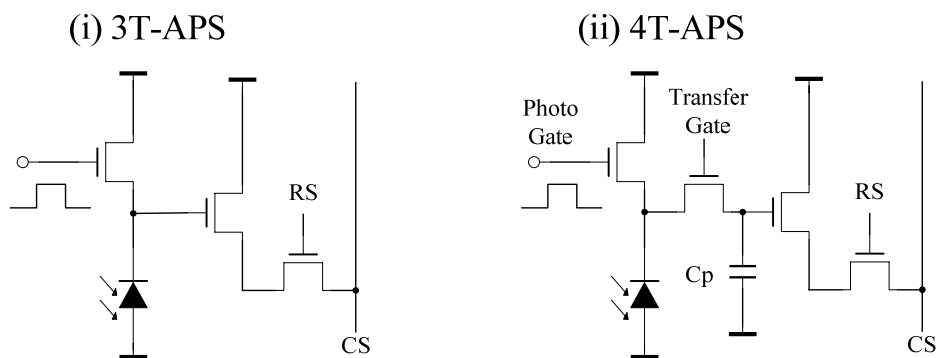 (i) 3T-APS
(ii) 4T-APS
RS
CS
Photo
Gate
Transfer
Gate
Cp
RS
CS